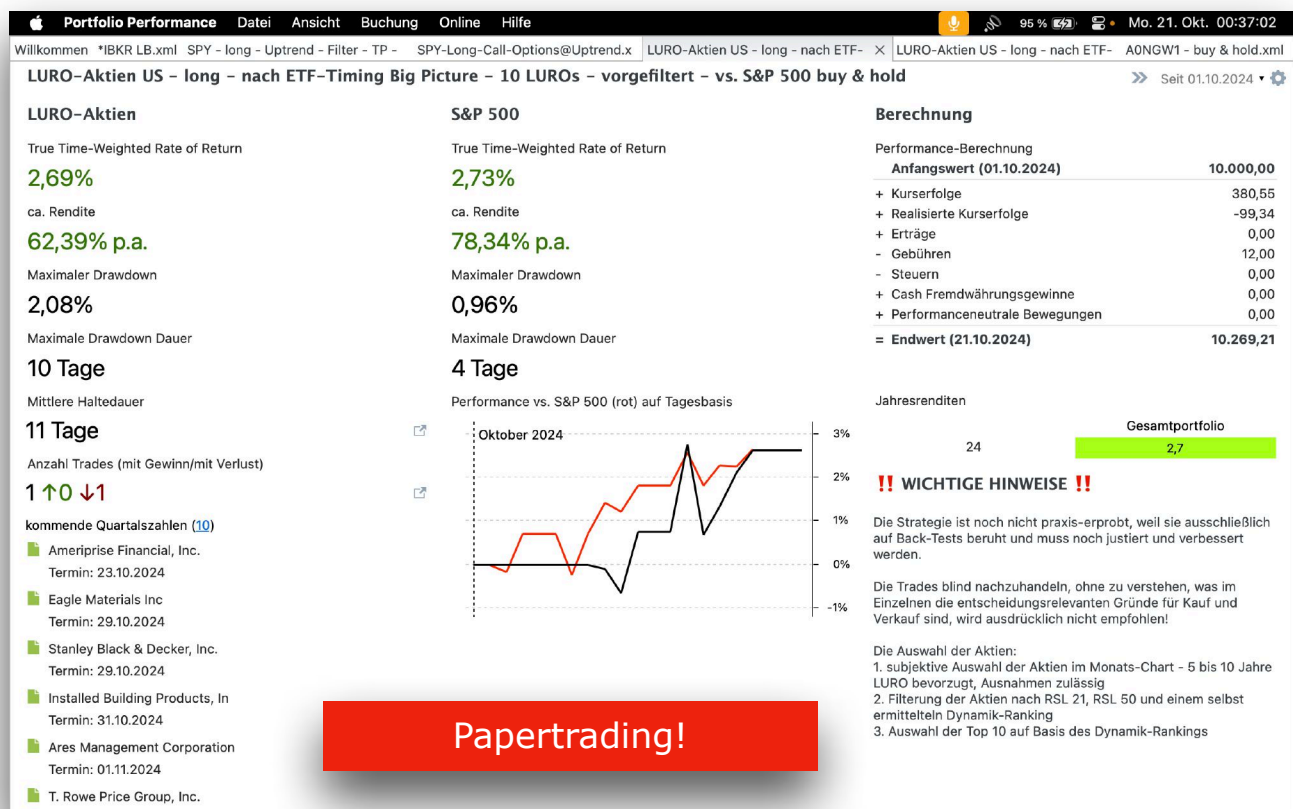 Portfolio Performance Datei Ansicht Buchung Online Hilfe 95 % Mo. 21. Okt. 00:37:02
Willkommen *IBKR LB.xml SPY - long - Uptrend - Filter - TP - SPY-Long-Call-Options@Uptrend.x LURO-Aktien US - long - nach ETF- × LURO-Aktien US - long - nach ETF- A0NGW1 - buy & hold.xml
LURO-Aktien US - long - nach ETF-Timing Big Picture - 10 LUROs - vorgefiltert - vs. S&P 500 buy & hold
Seit 01.10.2024
LURO-Aktien
True Time-Weighted Rate of Return
2,69%
ca. Rendite
62,39% p.a.
Maximaler Drawdown
2,08%
Maximale Drawdown Dauer
10 Tage
Mittlere Haltedauer
11 Tage
Anzahl Trades (mit Gewinn/mit Verlust)
1 ↑0 ↓1
kommende Quartalszahlen (10)
Ameriprise Financial, Inc.
Termin: 23.10.2024
Eagle Materials Inc
Termin: 29.10.2024
Stanley Black & Decker, Inc.
Termin: 29.10.2024
Installed Building Products, In
Termin: 31.10.2024
Ares Management Corporation
Termin: 01.11.2024
T. Rowe Price Group, Inc.
S&P 500
True Time-Weighted Rate of Return
2,73%
ca. Rendite
78,34% p.a.
Maximaler Drawdown
0,96%
Maximale Drawdown Dauer
4 Tage
Performance vs. S&P 500 (rot) auf Tagesbasis
Oktober 2024
3%
2%
1%
0%
-1%
Papertrading!
Berechnung
Performance-Berechnung
Anfangswert (01.10.2024) 10.000,00
+ Kurserfolge 380,55
+ Realisierte Kurserfolge -99,34
+ Erträge 0,00
- Gebühren 12,00
- Steuern 0,00
+ Cash Fremdwährungsgewinne 0,00
+ Performanceneutrale Bewegungen 0,00
= Endwert (21.10.2024) 10.269,21
Jahresrenditen
Gesamtportfolio
24 2,7
‼ WICHTIGE HINWEISE ‼
Die Strategie ist noch nicht praxis-erprobt, weil sie ausschließlich
auf Back-Tests beruht und muss noch justiert und verbessert
werden.
Die Trades blind nachzuhandeln, ohne zu verstehen, was im
Einzelnen die entscheidungsrelevanten Gründe für Kauf und
Verkauf sind, wird ausdrücklich nicht empfohlen!
Die Auswahl der Aktien:
1. subjektive Auswahl der Aktien im Monats-Chart - 5 bis 10 Jahre
LURO bevorzugt, Ausnahmen zulässig
2. Filterung der Aktien nach RSL 21, RSL 50 und einem selbst
ermittelteln Dynamik-Ranking
3. Auswahl der Top 10 auf Basis des Dynamik-Rankings